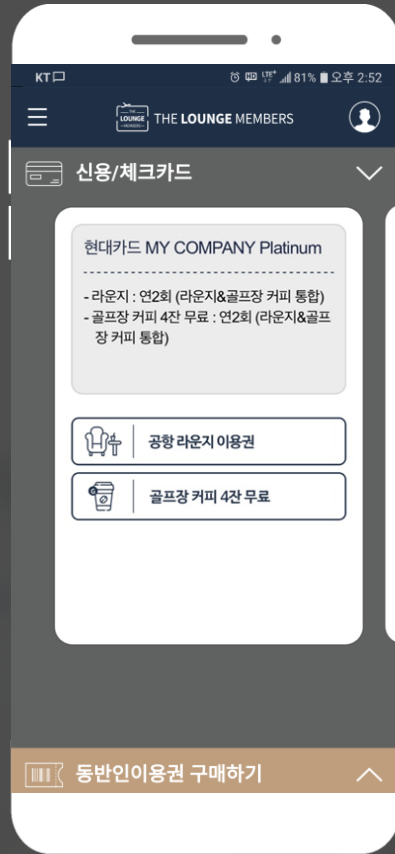 KT 81% 오후 2:52
THE LOUNGE MEMBERS
신용/체크카드
현대카드 MY COMPANY Platinum
- 라운지 : 연2회 (라운지&골프장 커피 통합)
- 골프장 커피 4잔 무료 : 연2회 (라운지&골프
장 커피 통합)
공항 라운지 이용권
골프장 커피 4잔 무료
동반인이용권 구매하기